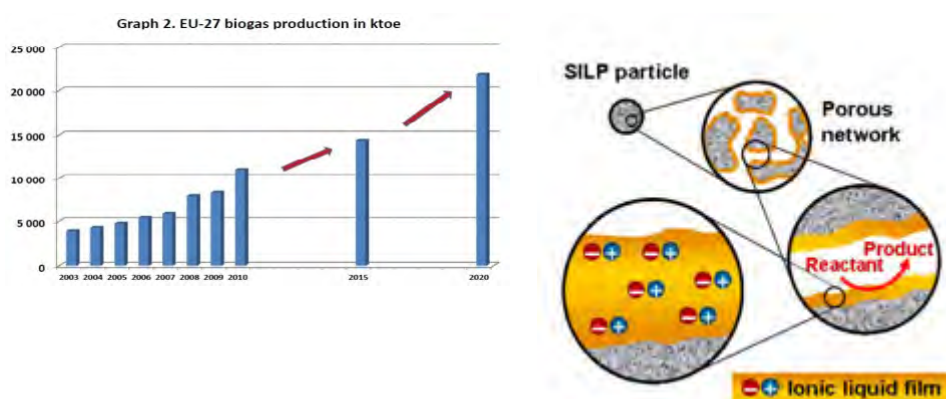 Graph 2. EU-27 biogas production in ktoe
25 000
20 000
15 000
10 000
5 000
0
2003 2004 2005 2006 2007 2008 2009 2010 2015 2020
SILP particle
Porous
network
Product
Reactant
Ionic liquid film